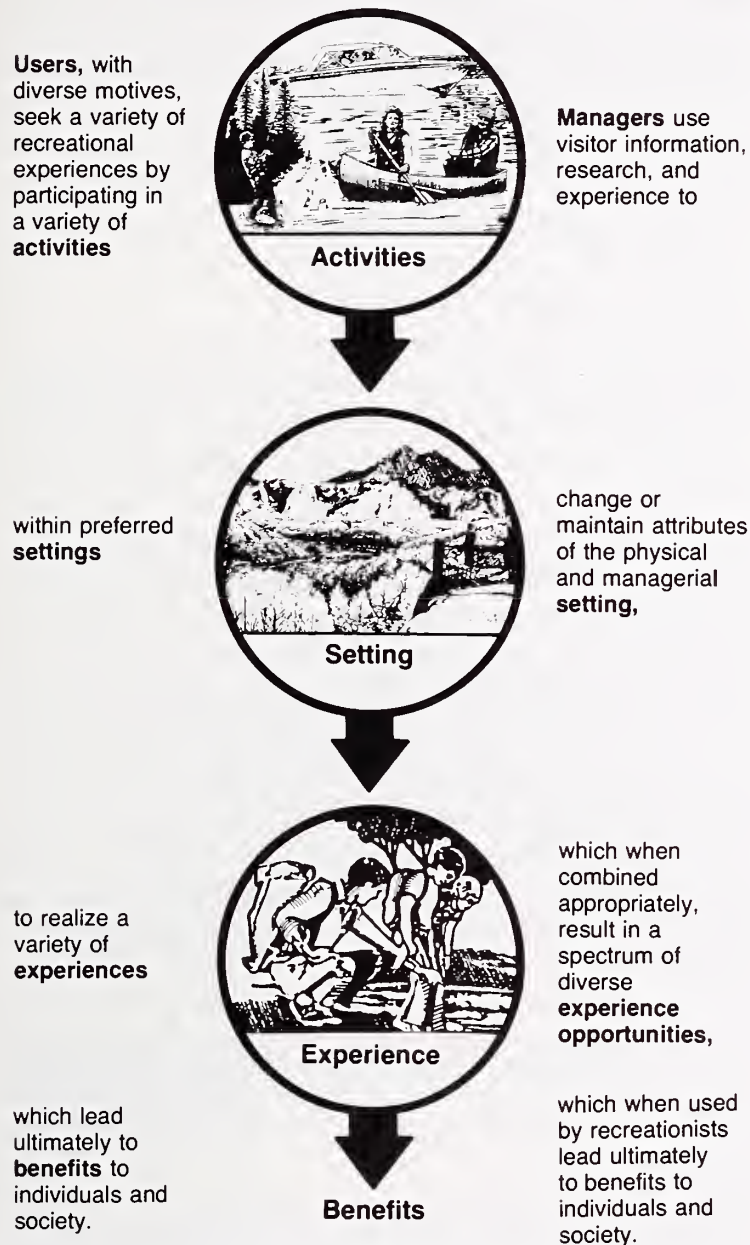 Users, with
diverse motives,
seek a variety of
recreational
experiences by
participating in
a variety of
activities
Managers use
visitor information,
research, and
experience to
Activities
within preferred
settings
change or
maintain attributes
of the physical
and managerial
setting,
Setting
to realize a
variety of
experiences
which when
combined
appropriately,
result in a
spectrum of
diverse
experience
opportunities,
Experience
which lead
ultimately to
benefits to
individuals and
society.
Benefits
which when used
by recreationists
lead ultimately
to benefits to
individuals and
society.